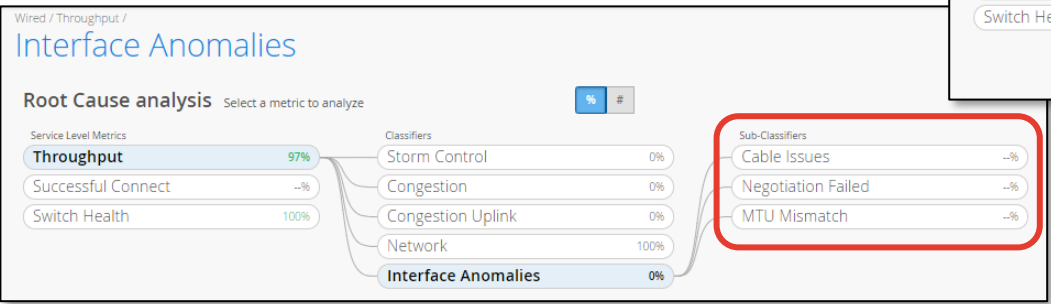 Wired / Throughput /
Interface Anomalies
Switch He
Root Cause analysis Select a metric to analyze
% #
Service Level Metrics
Throughput 97%
Successful Connect --%
Switch Health 100%
Classifiers
Storm Control 0%
Congestion 0%
Congestion Uplink 0%
Network 100%
Interface Anomalies 0%
Sub-Classifiers
Cable Issues --%
Negotiation Failed --%
MTU Mismatch --%